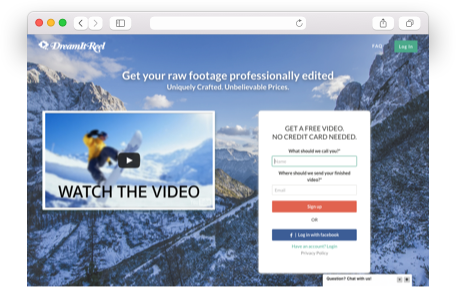 DreamIt Reel
FAQ
Log In
Get your raw footage professionally edited
Uniquely Crafted. Unbelievable Prices.
WATCH THE VIDEO
GET A FREE VIDEO.
NO CREDIT CARD NEEDED.
What should we call you?*
Name
Where should we send your finished
video?*
Email
Sign up
OR
f | Log in with facebook
Have an account? Login
Privacy Policy
Question? Chat with us!